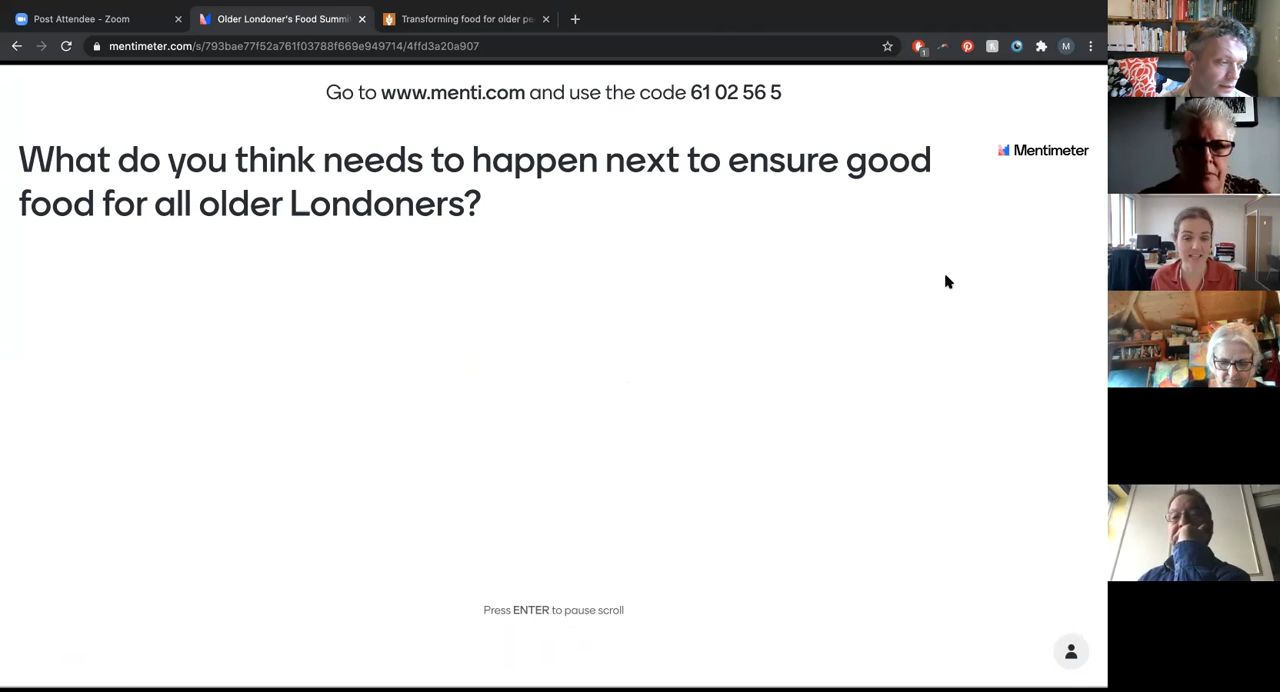 Post Attendee - Zoom
Older Londoner's Food Summi
Transforming food for older pe
mentimeter.com/s/793bae77f52a761f03788f669e949714/4ffd3a20a907
1
M
Go to www.menti.com and use the code 61 02 56 5
What do you think needs to happen next to ensure good
food for all older Londoners?
Mentimeter
Press ENTER to pause scroll